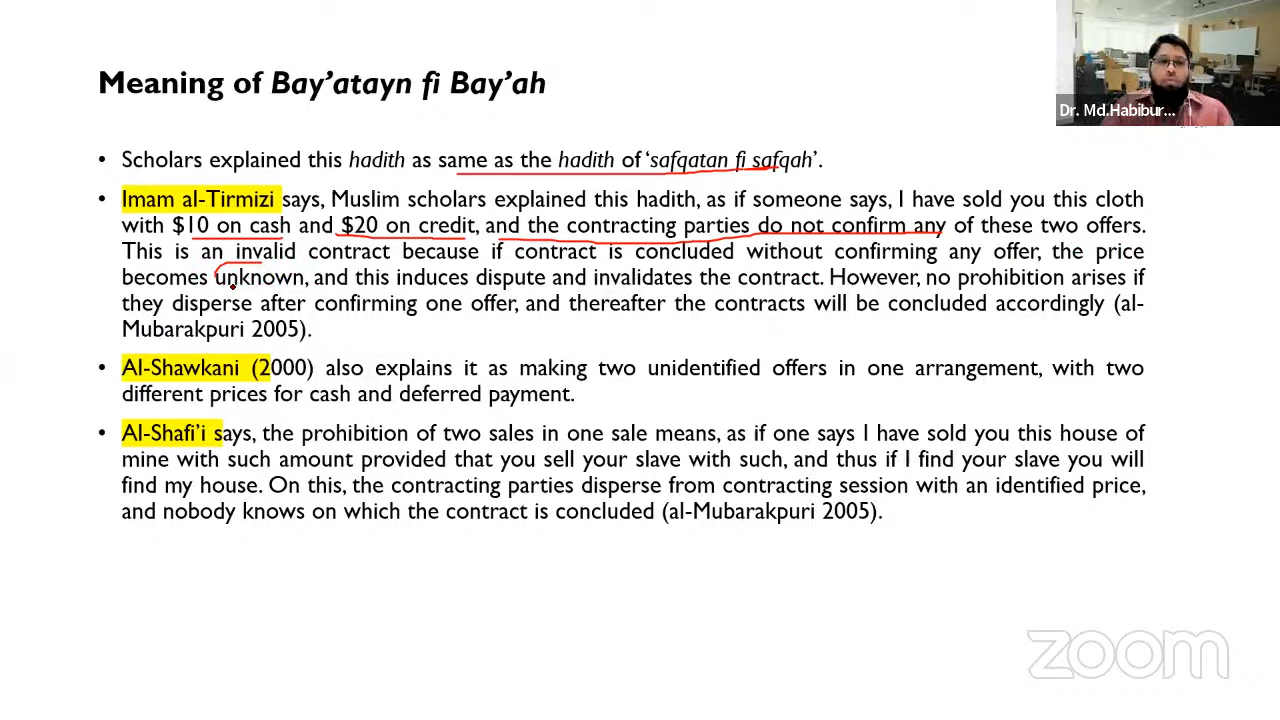 Dr. Md.Habibur...
Meaning of Bay'atayn fi Bay'ah
• Scholars explained this hadith as same as the hadith of 'safqatan fi safqah'.
• Imam al-Tirmizi says, Muslim scholars explained this hadith, as if someone says, I have sold you this cloth
with $10 on cash and $20 on credit, and the contracting parties do not confirm any of these two offers.
This is an invalid contract because if contract is concluded without confirming any offer, the price
becomes unknown, and this induces dispute and invalidates the contract. However, no prohibition arises if
they disperse after confirming one offer, and thereafter the contracts will be concluded accordingly (al-
Mubarakpuri 2005).
• Al-Shawkani (2000) also explains it as making two unidentified offers in one arrangement, with two
different prices for cash and deferred payment.
• Al-Shafi'i says, the prohibition of two sales in one sale means, as if one says I have sold you this house of
mine with such amount provided that you sell your slave with such, and thus if I find your slave you will
find my house. On this, the contracting parties disperse from contracting session with an identified price,
and nobody knows on which the contract is concluded (al-Mubarakpuri 2005).
zoom